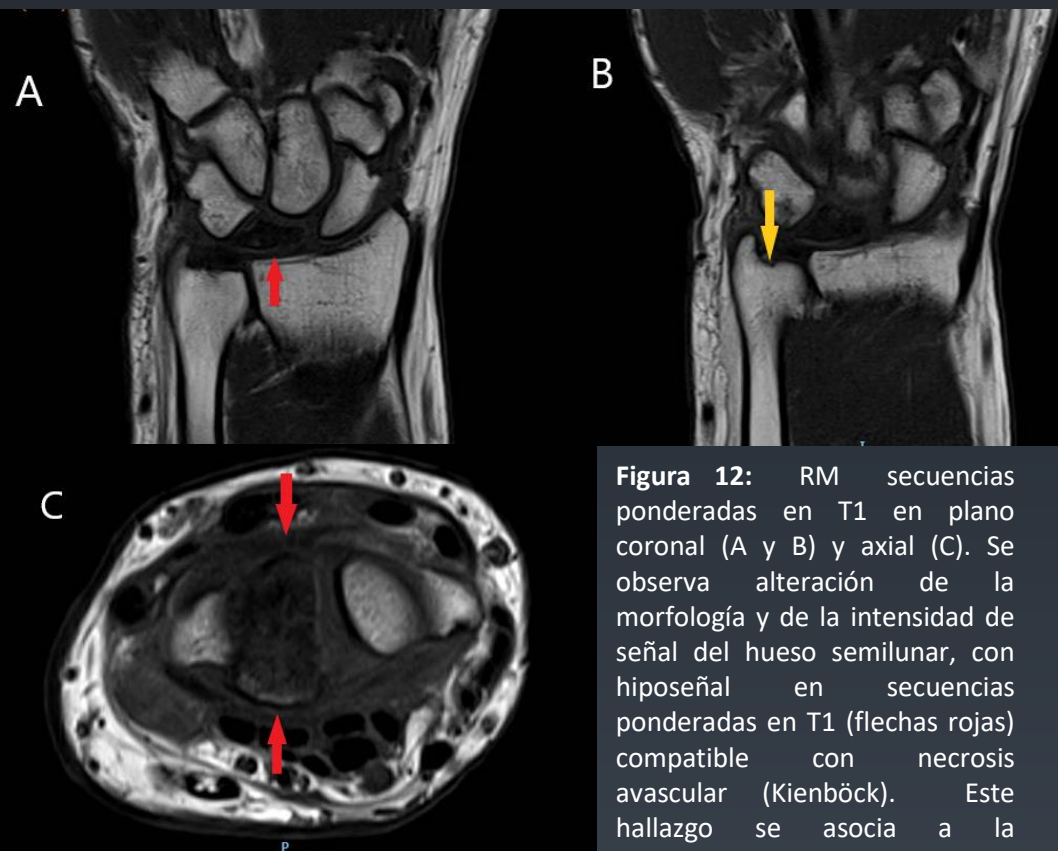 A
B
C
P
Figura 12: RM secuencias
ponderadas en T1 en plano
coronal (A y B) y axial (C). Se
observa alteración de la
morfología y de la intensidad de
señal del hueso semilunar, con
hiposeñal en secuencias
ponderadas en T1 (flechas rojas)
compatible con necrosis
avascular (Kienböck). Este
hallazgo se asocia a la